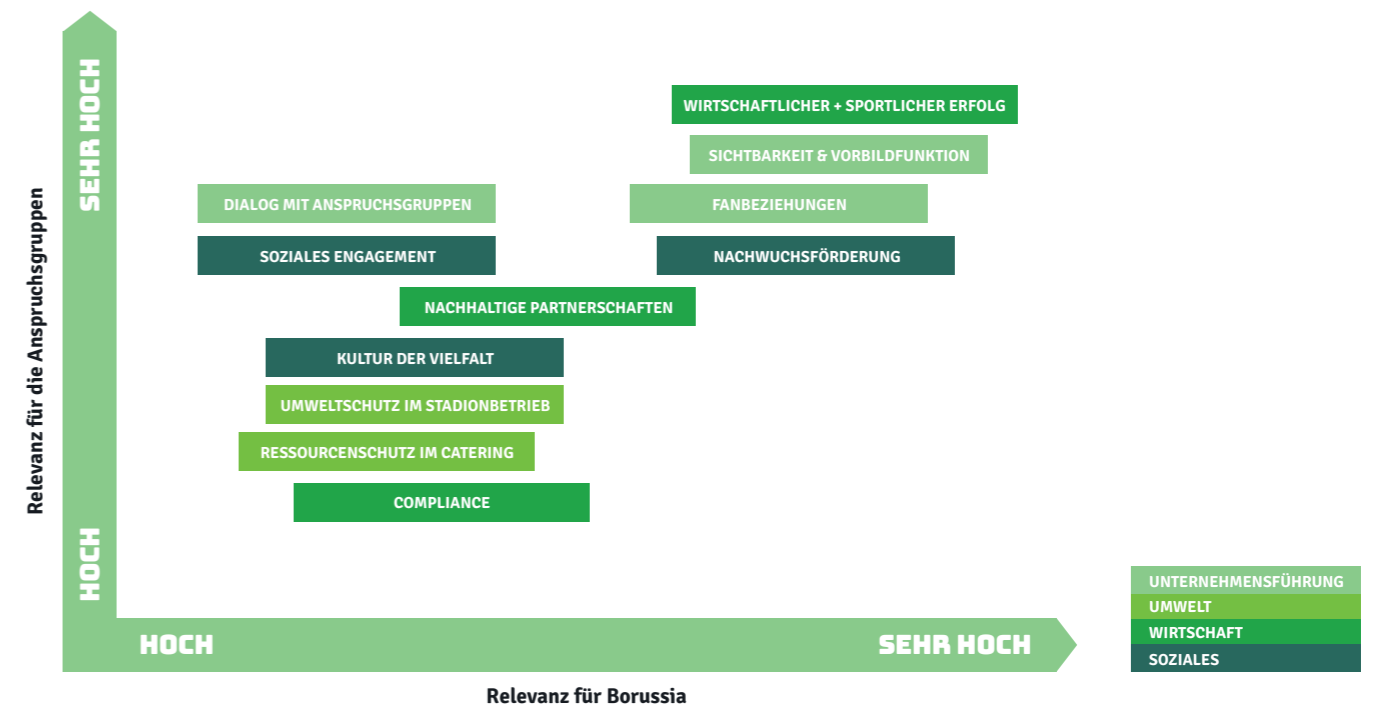 SEHR HOCH
HOCH
Relevanz für die Anspruchsgruppen
WIRTSCHAFTLICHER + SPORTLICHER ERFOLG
SICHTBARKEIT & VORBILDFUNKTION
DIALOG MIT ANSPRUCHSGRUPPEN
FANBEZIEHUNGEN
SOZIALES ENGAGEMENT
NACHWUCHSFÖRDERUNG
NACHHALTIGE PARTNERSCHAFTEN
KULTUR DER VIELFALT
UMWELTSCHUTZ IM STADIONBETRIEB
RESSOURCENSCHUTZ IM CATERING
COMPLIANCE
HOCH
SEHR HOCH
Relevanz für Borussia
UNTERNEHMENSFÜHRUNG
UMWELT
WIRTSCHAFT
SOZIALES